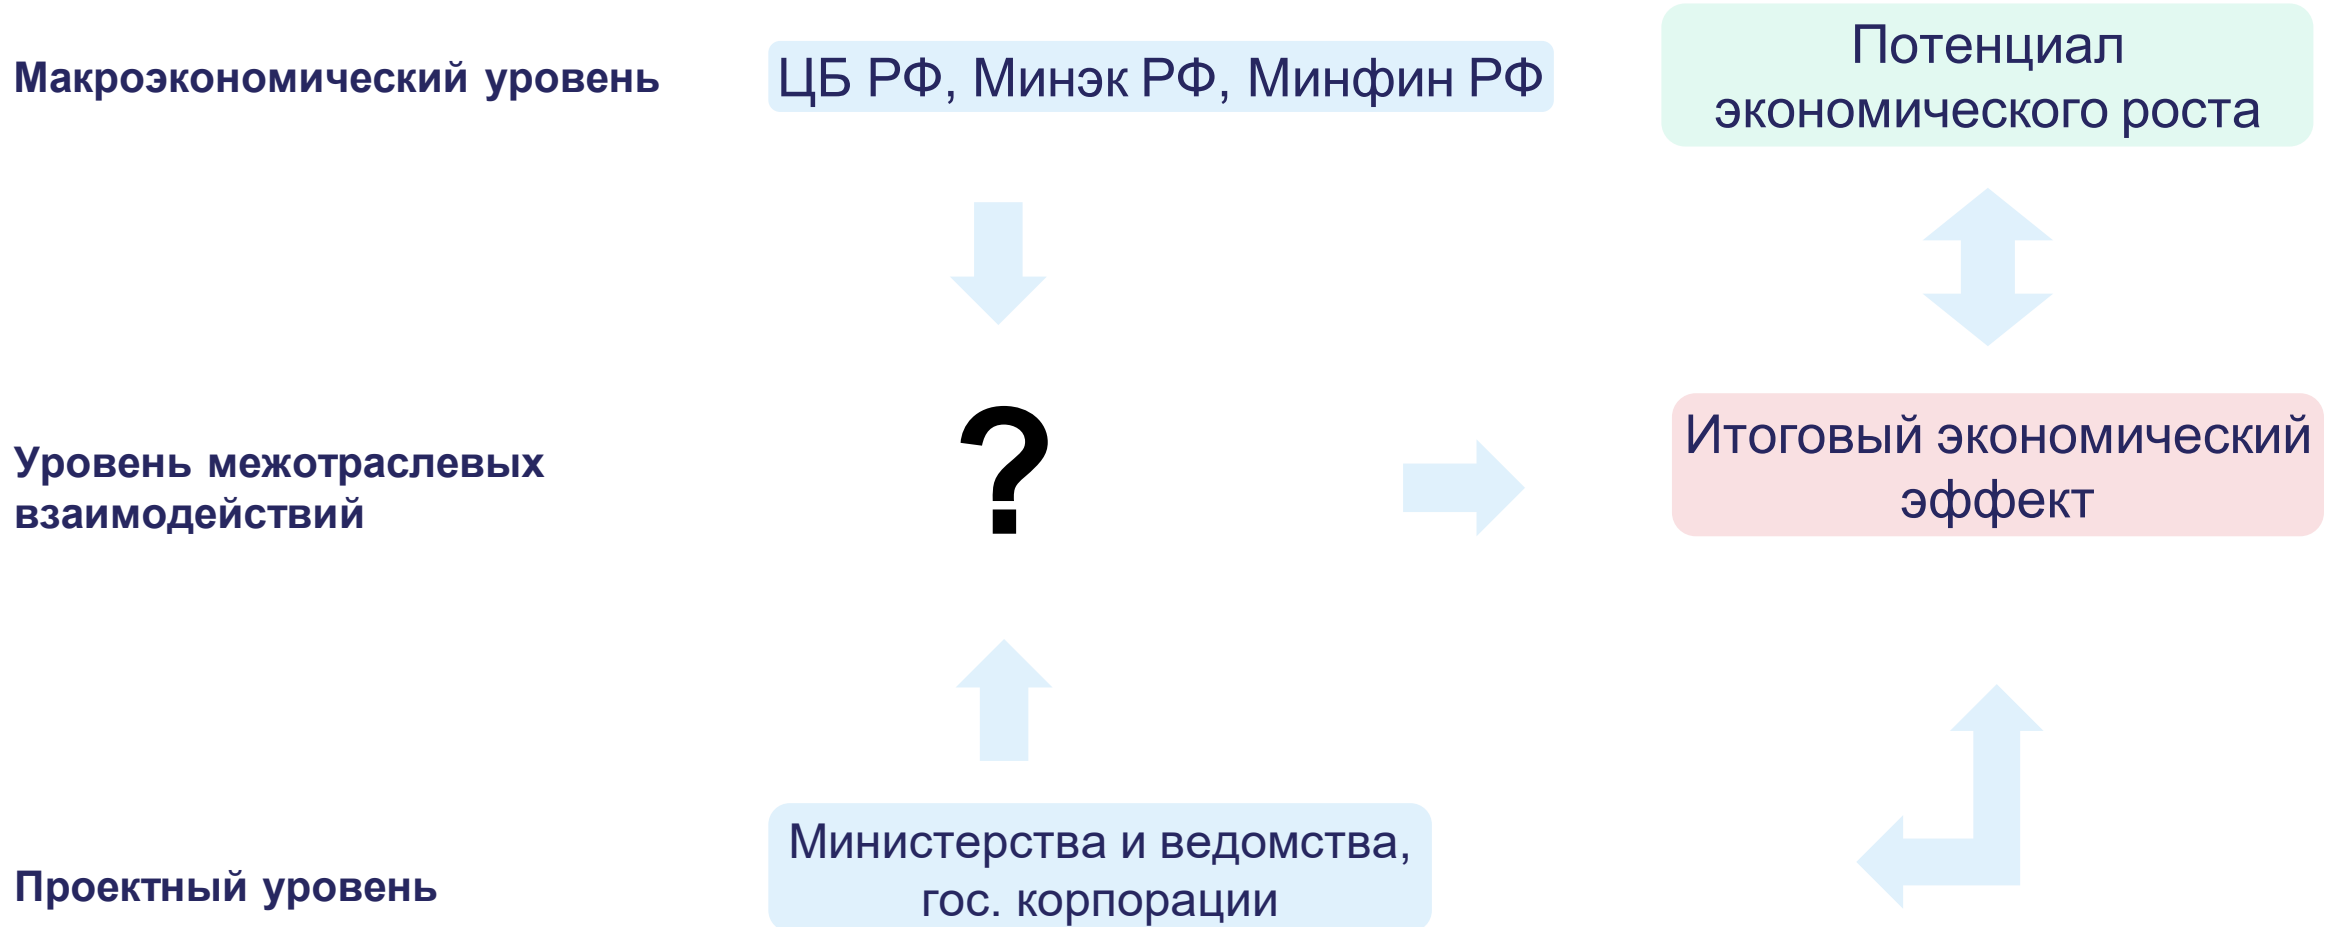 Макроэкономический уровень
ЦБ РФ, Минэк РФ, Минфин РФ
Потенциал
экономического роста
Уровень межотраслевых
взаимодействий
?
Итоговый экономический
эффект
Проектный уровень
Министерства и ведомства,
гос. корпорации